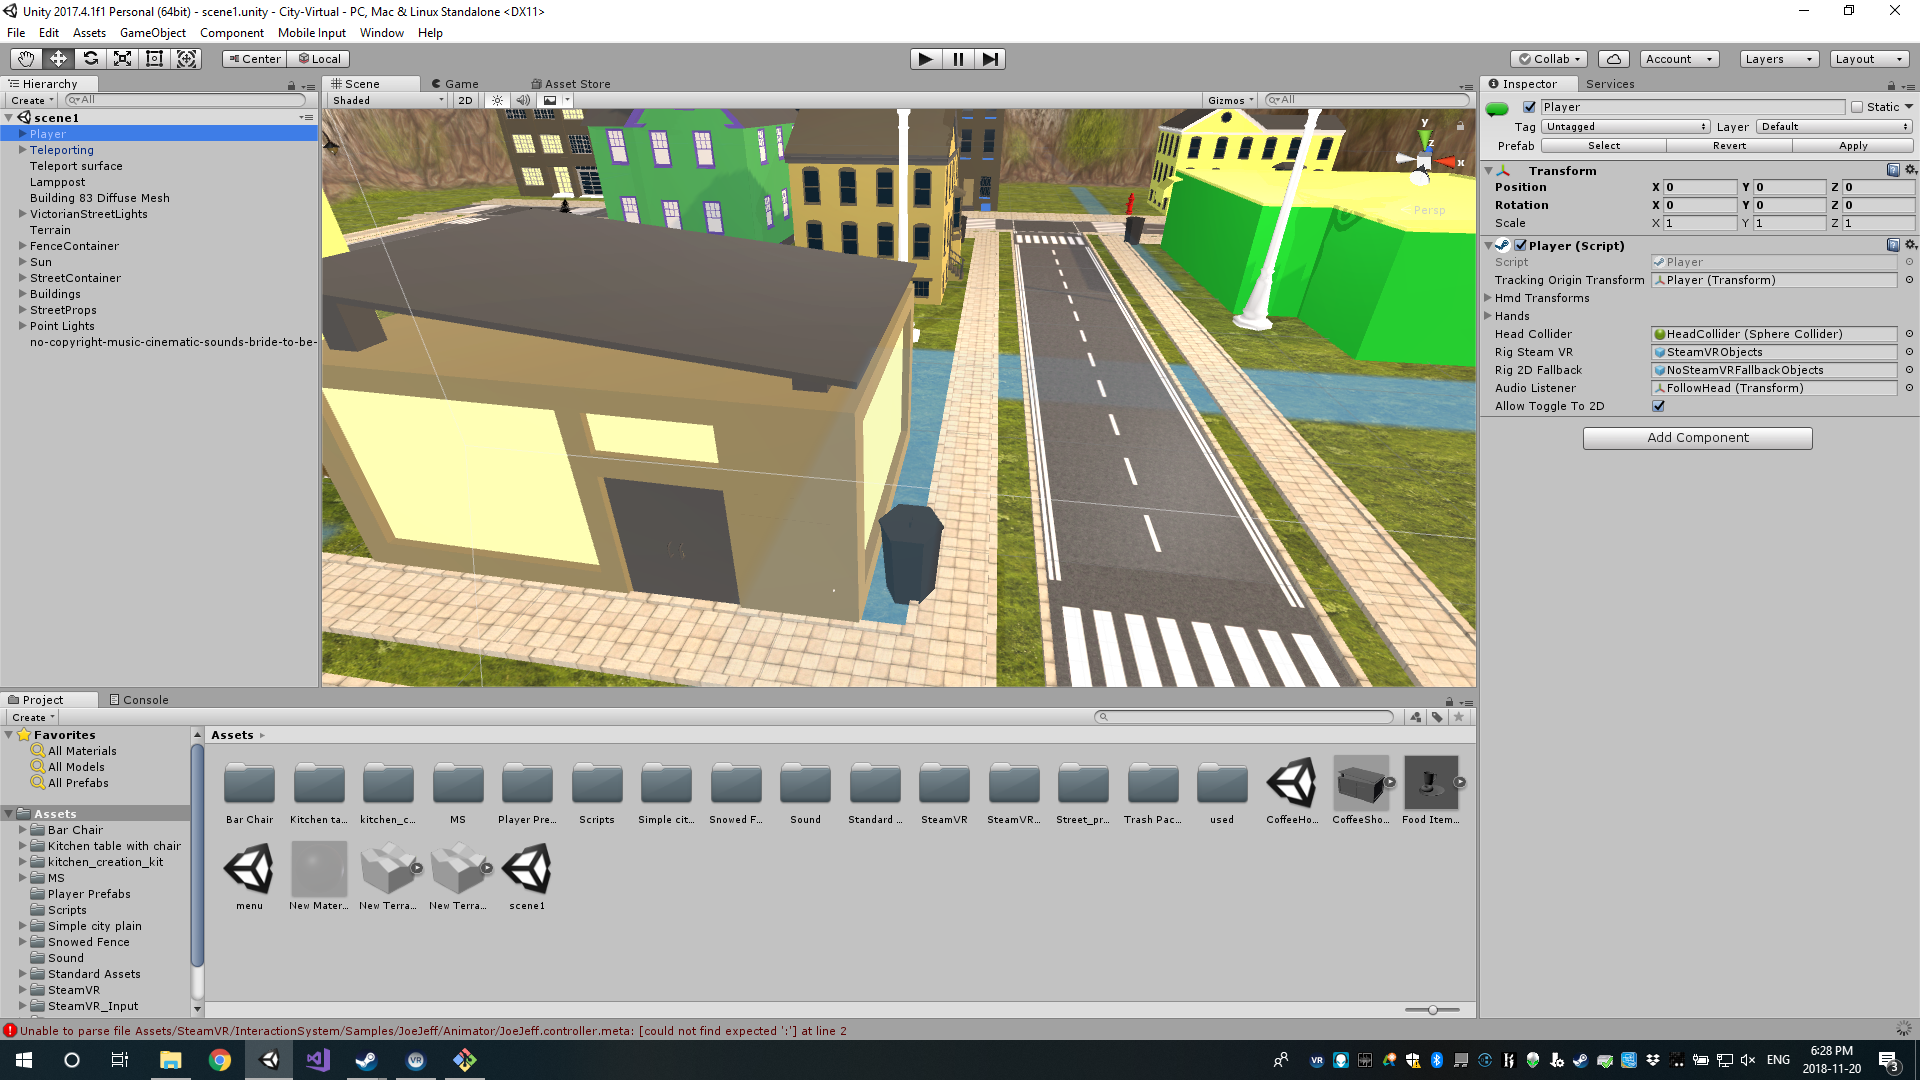 Unity 2017.4.1f1 Personal (64bit) - scene1.unity - City-Virtual - PC, Mac & Linux Standalone <DX11>
File Edit Assets GameObject Component Mobile Input Window Help
Center Local
Collab Account Layers Layout
Hierarchy
Create All
scene1
Player
Teleporting
Teleport surface
Lamppost
Building 83 Diffuse Mesh
VictorianStreetLights
Terrain
FenceContainer
Sun
StreetContainer
Buildings
StreetProps
Point Lights
no-copyright-music-cinematic-sounds-bride-to-be-
Scene Game Asset Store
Shaded 2D Gizmos All
y
z
x
Persp
Inspector Services
Player Static
Tag Untagged Layer Default
Prefab Select Revert Apply
Transform
Position X 0 Y 0 Z 0
Rotation X 0 Y 0 Z 0
Scale X 1 Y 1 Z 1
Player (Script)
Script Player
Tracking Origin Transform Player (Transform)
Hmd Transforms
Hands
Head Collider HeadCollider (Sphere Collider)
Rig Steam VR SteamVRObjects
Rig 2D Fallback NoSteamVRFallbackObjects
Audio Listener FollowHead (Transform)
Allow Toggle To 2D
Add Component
Project Console
Create
Favorites
All Materials
All Models
All Prefabs
Assets
Bar Chair
Kitchen table with chair
kitchen_creation_kit
MS
Player Prefabs
Scripts
Simple city plain
Snowed Fence
Sound
Standard Assets
SteamVR
SteamVR_Input
Assets
Bar Chair Kitchen ta... kitchen_c... MS Player Pre... Scripts Simple cit... Snowed F... Sound Standard ... SteamVR SteamVR... Street_pr... Trash Pac... used CoffeeHo... CoffeeSho... Food Item...
menu New Mater... New Terra... New Terra... scene1
Unable to parse file Assets/SteamVR/InteractionSystem/Samples/JoeJeff/Animator/JoeJeff.controller.meta: [could not find expected ':'] at line 2
VR VR ENG 6:28 PM
2018-11-20 3